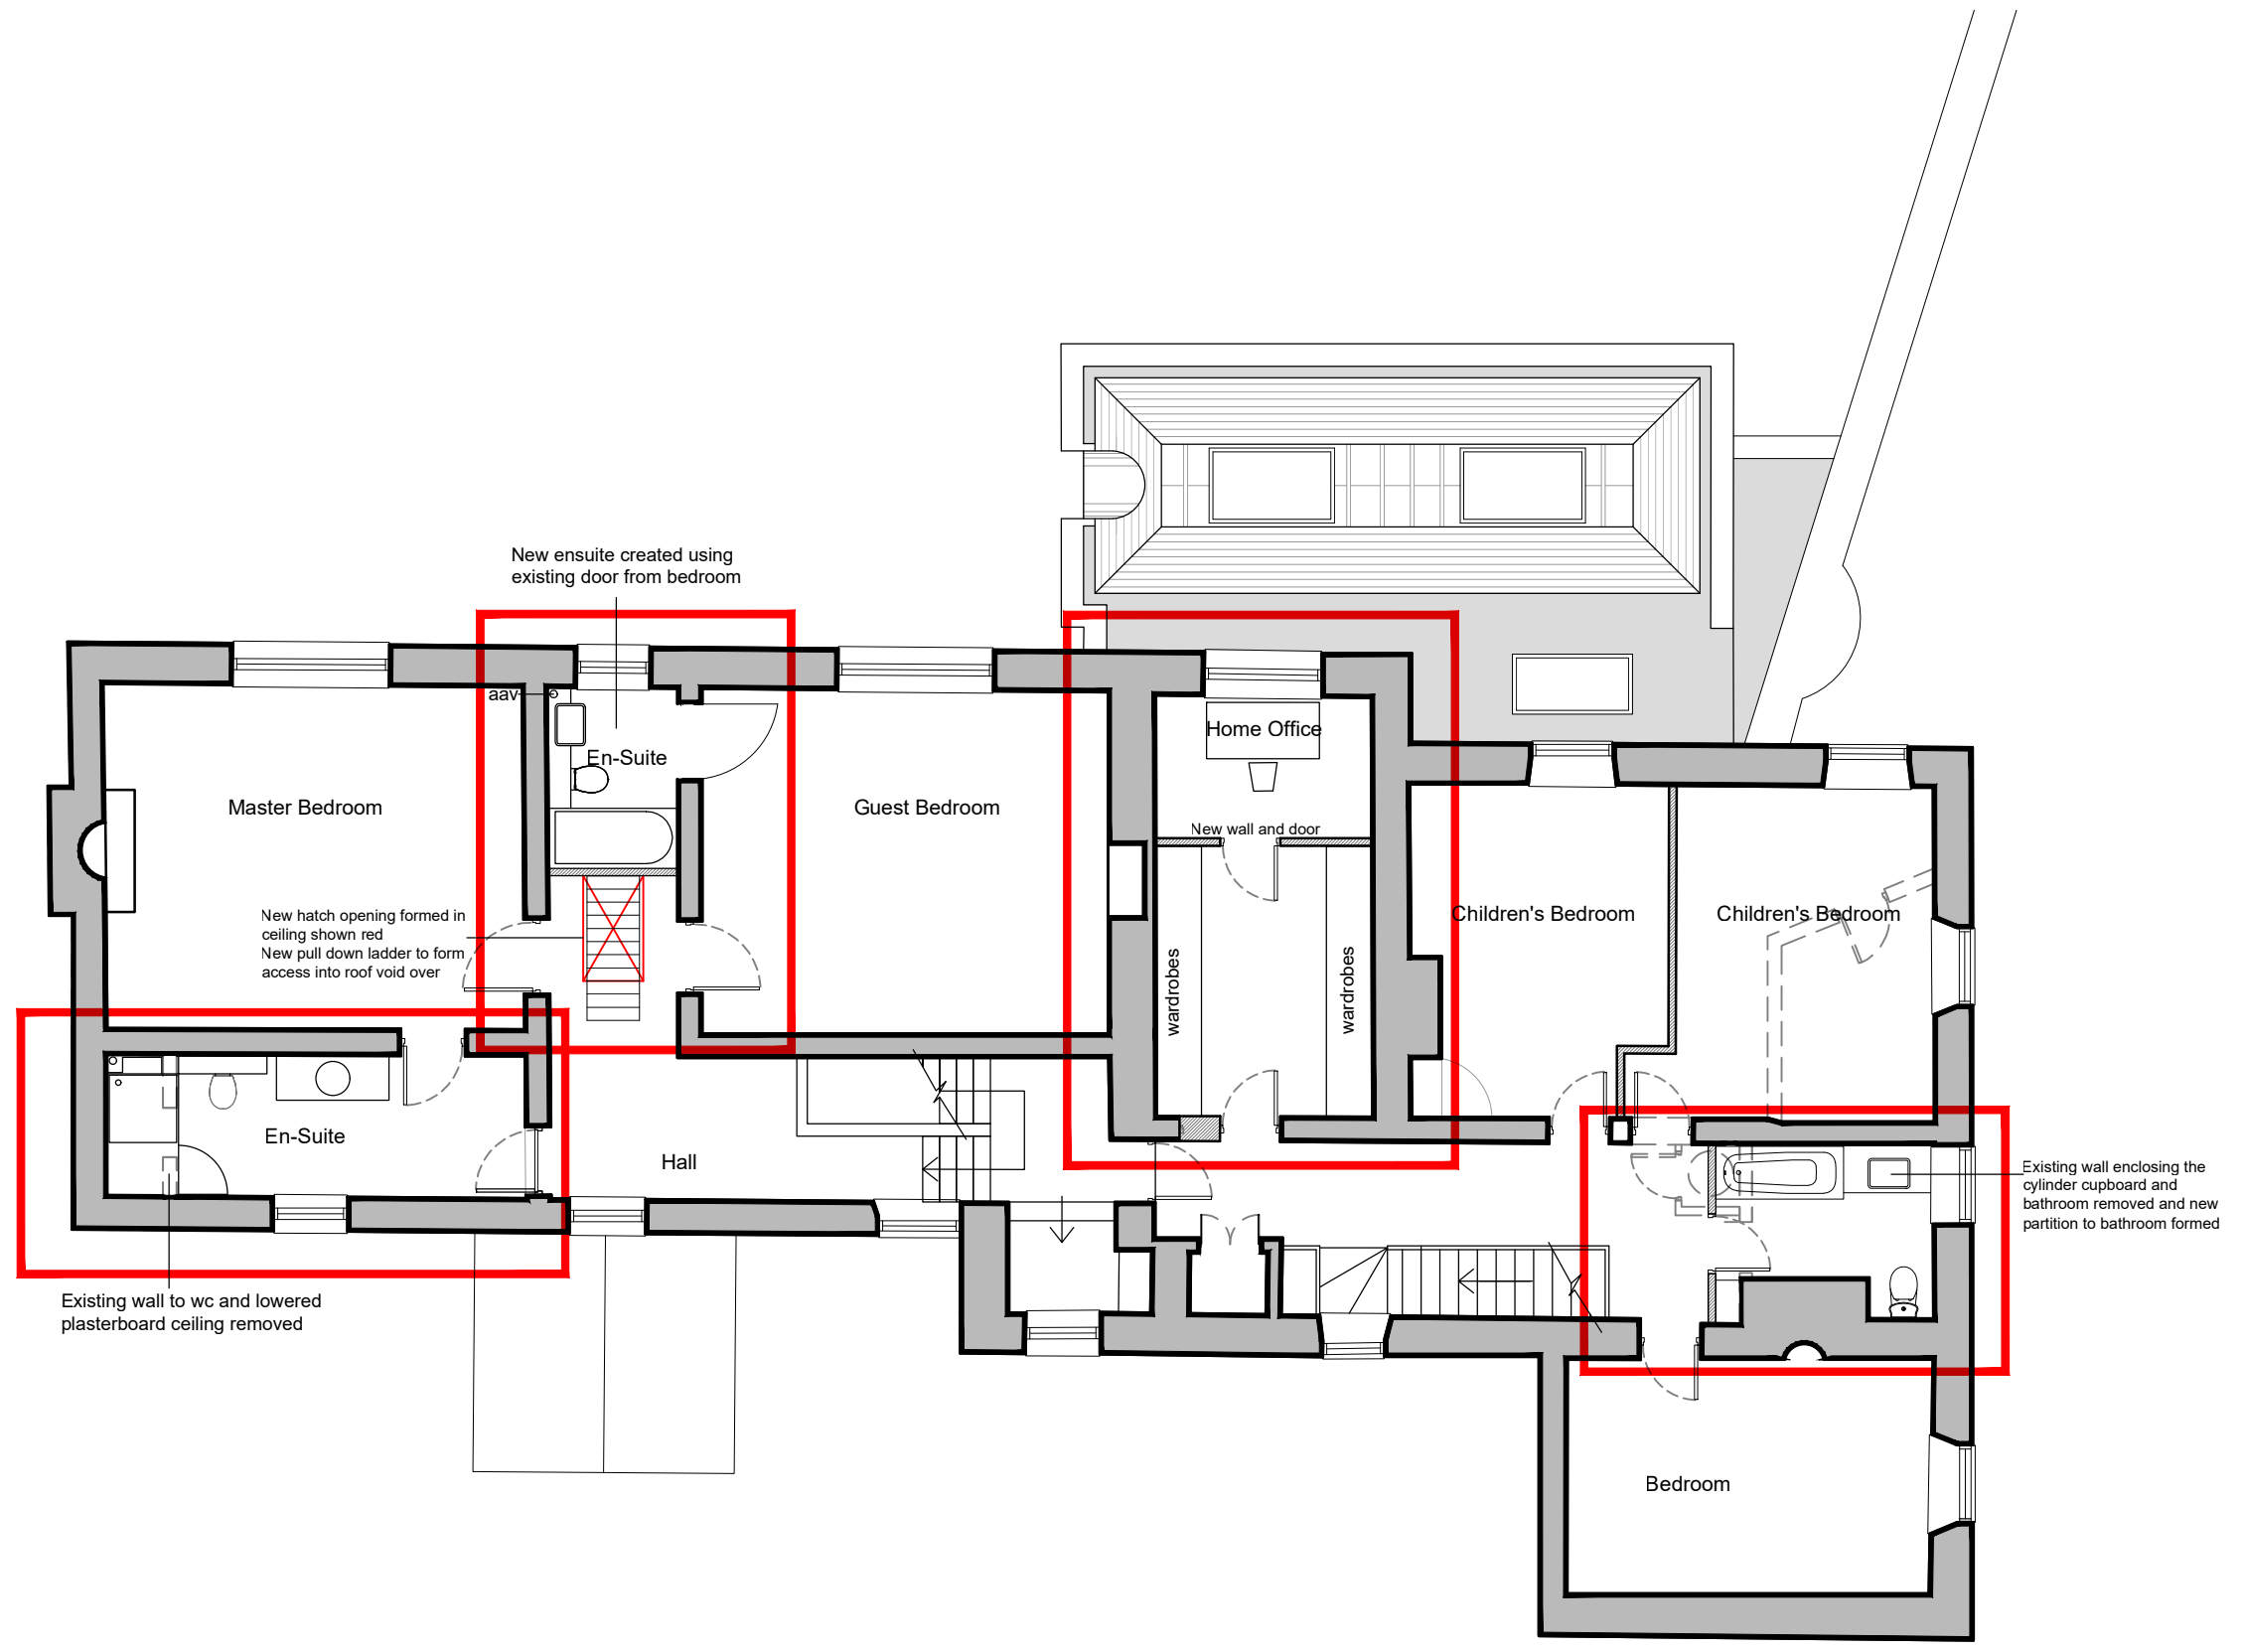 New ensuite created using
existing door from bedroom
aav
En-Suite
Home Office
Master Bedroom
Guest Bedroom
New wall and door
New hatch opening formed in
ceiling shown red
New pull down ladder to form
access into roof void over
Children's Bedroom
Children's Bedroom
wardrobes
wardrobes
En-Suite
Hall
Existing wall enclosing the
cylinder cupboard and
bathroom removed and new
partition to bathroom formed
Existing wall to wc and lowered
plasterboard ceiling removed
Bedroom